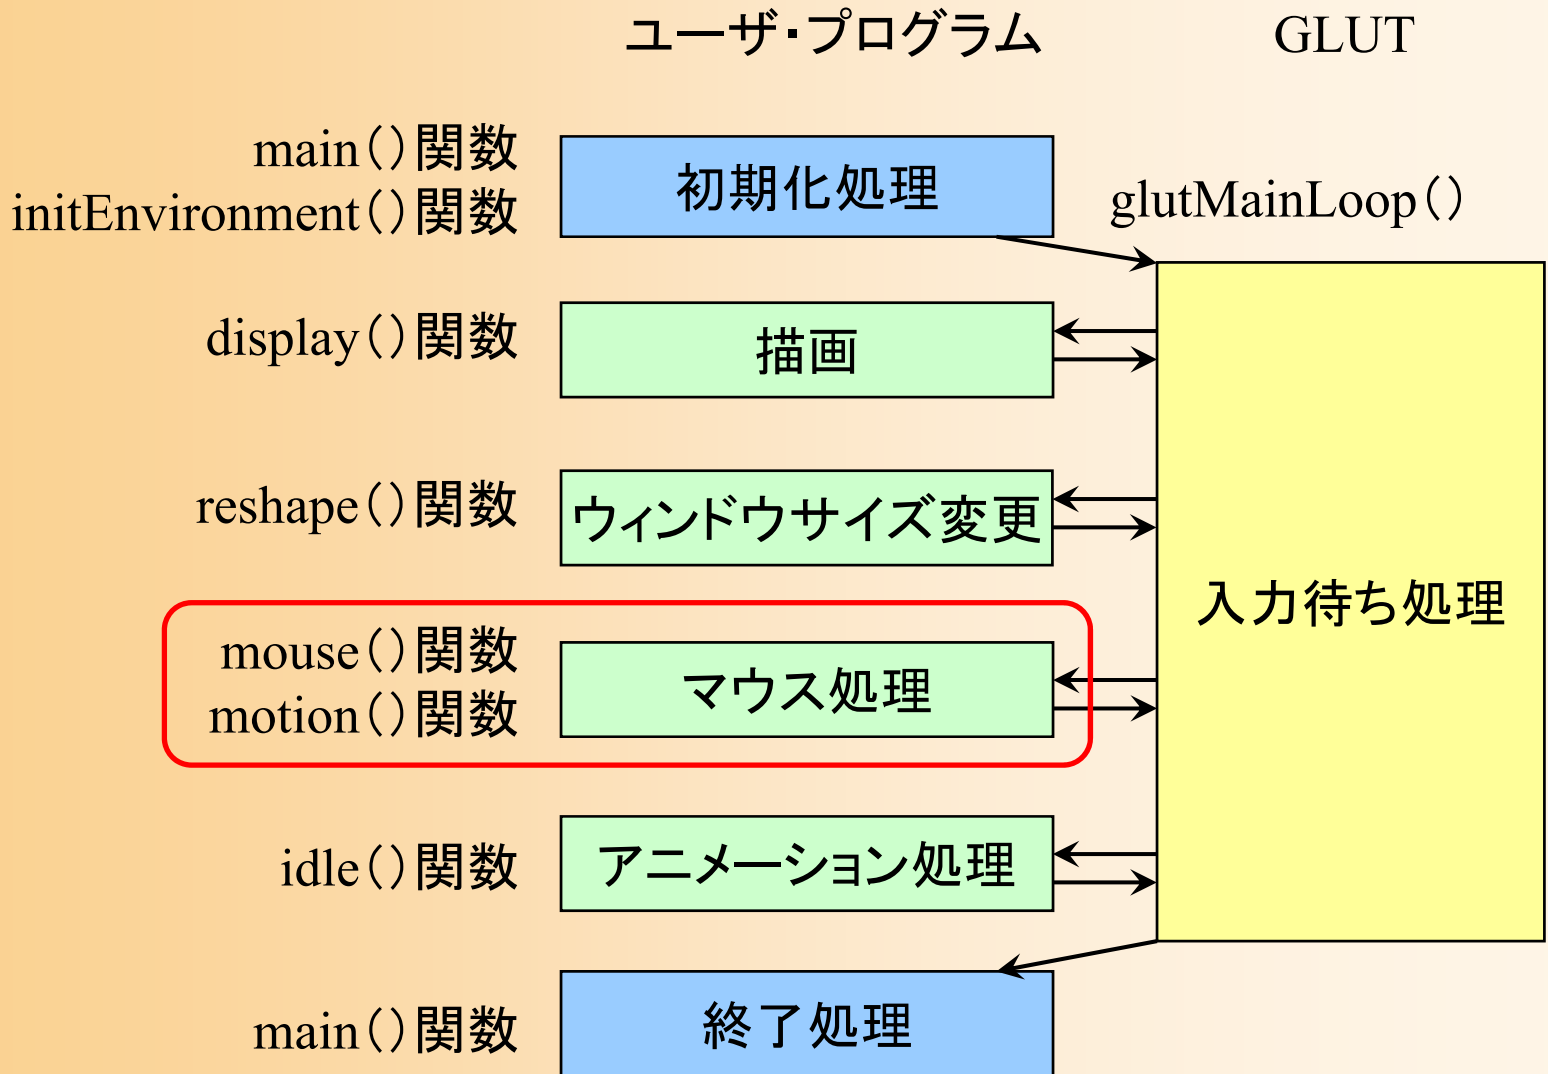 ユーザ・プログラム
GLUT
main()関数
initEnvironment()関数
初期化処理
glutMainLoop()
display()関数
描画
reshape()関数
ウィンドウサイズ変更
入力待ち処理
mouse()関数
motion()関数
マウス処理
idle()関数
アニメーション処理
main()関数
終了処理